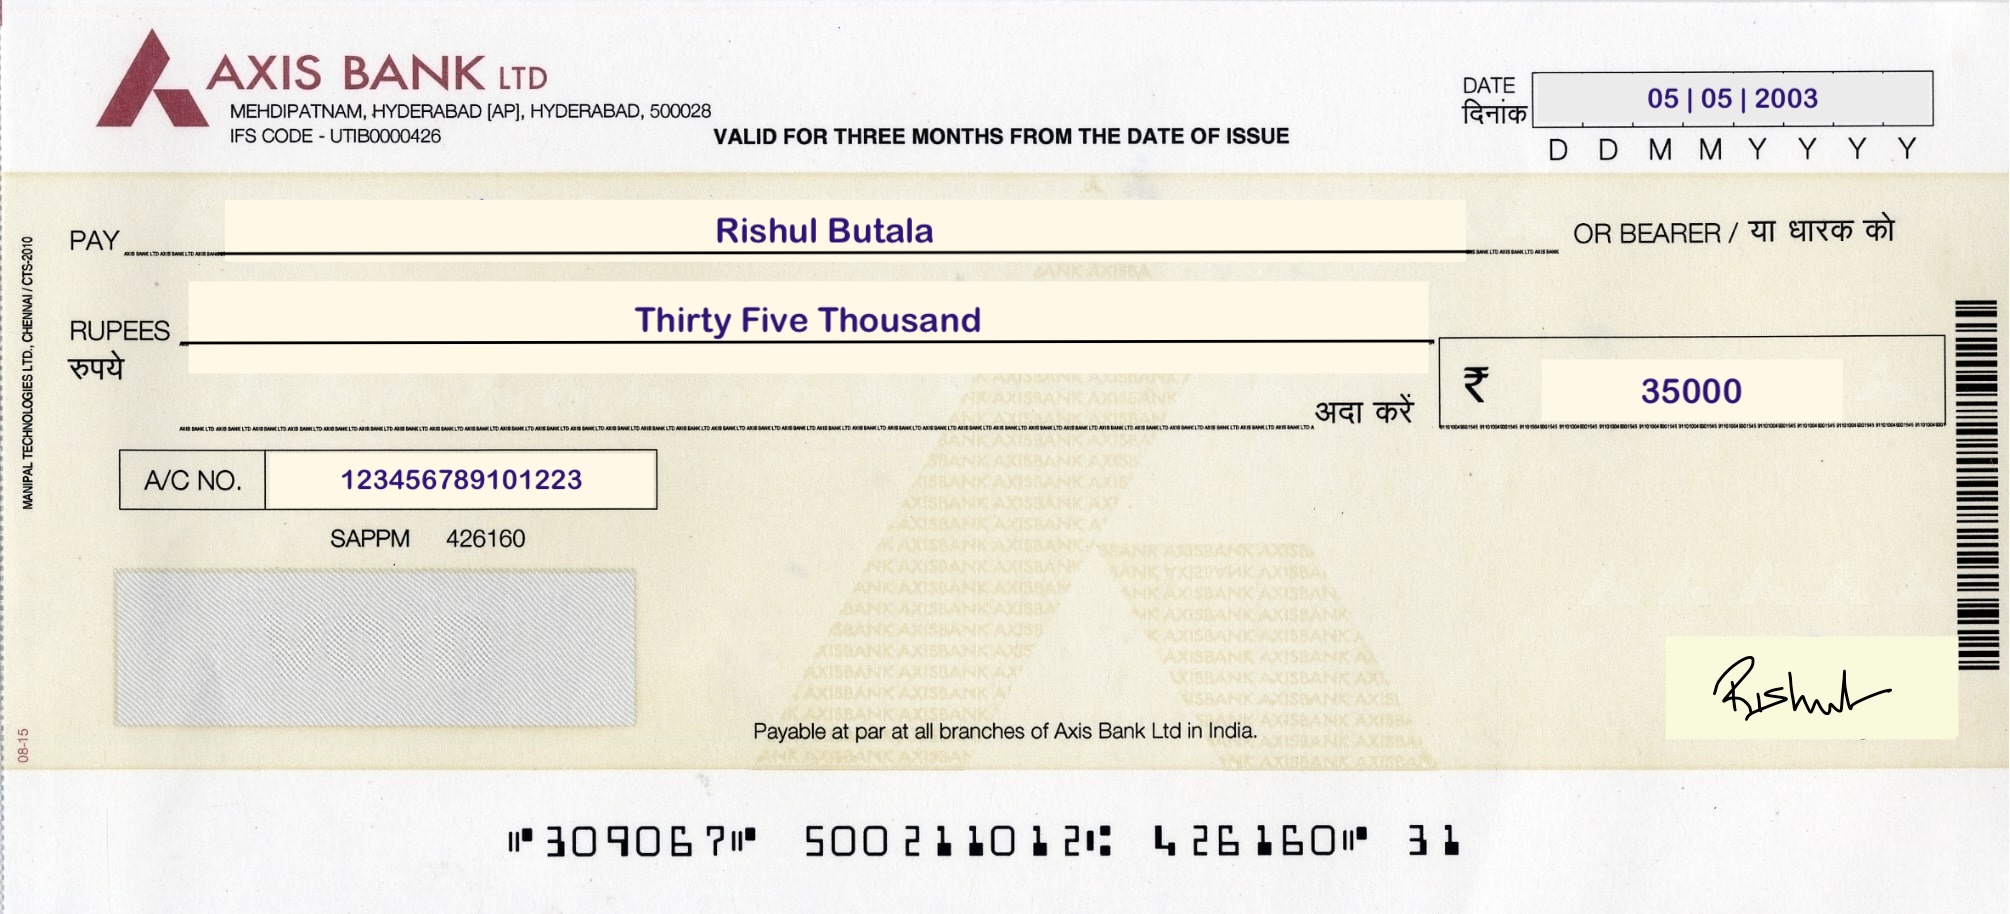 AXIS BANK LTD
MEHDIPATNAM, HYDERABAD [AP], HYDERABAD, 500028
IFS CODE - UTIB0000426
VALID FOR THREE MONTHS FROM THE DATE OF ISSUE
DATE
दिनांक
05 | 05 | 2003
D D M M Y Y Y Y
PAY Rishul Butala OR BEARER / या धारक को
RUPEES Thirty Five Thousand
रुपये
अदा करें
₹ 35000
A/C NO. 123456789101223
SAPPM 426160
VOID
Rishul
Payable at par at all branches of Axis Bank Ltd in India.
MANIPAL TECHNOLOGIES LTD., CHENNAI / CTS-2010
08-15
⑈309067⑈ 500211012⑆ 426160⑈ 31